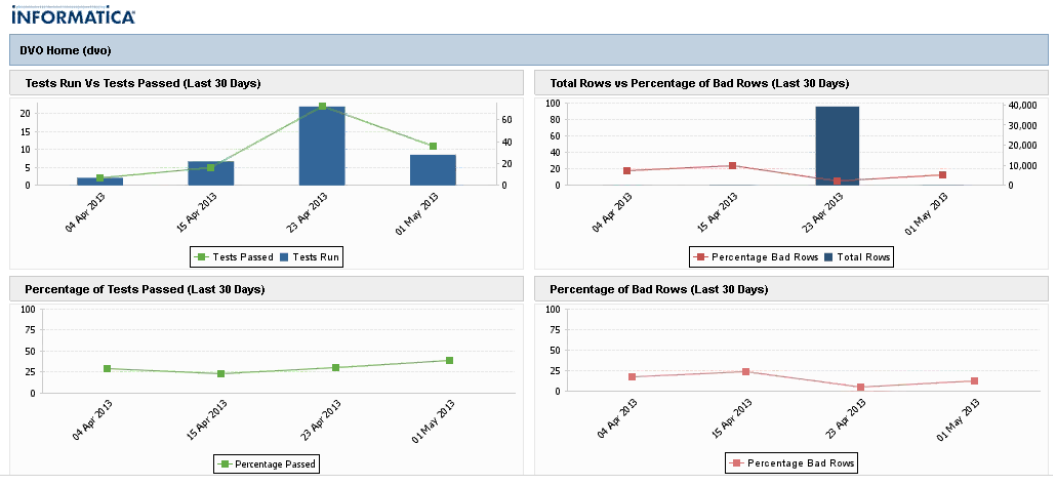 INFORMATICA
DVO Home (dvo)
Tests Run Vs Tests Passed (Last 30 Days)
20
15
10
5
0
60
40
20
0
04 Apr 2013
15 Apr 2013
23 Apr 2013
01 May 2013
Tests Passed Tests Run
Total Rows vs Percentage of Bad Rows (Last 30 Days)
100
80
60
40
20
0
40,000
30,000
20,000
10,000
0
04 Apr 2013
15 Apr 2013
23 Apr 2013
01 May 2013
Percentage Bad Rows Total Rows
Percentage of Tests Passed (Last 30 Days)
100
75
50
25
0
04 Apr 2013
15 Apr 2013
23 Apr 2013
01 May 2013
Percentage Passed
Percentage of Bad Rows (Last 30 Days)
100
75
50
25
0
04 Apr 2013
15 Apr 2013
23 Apr 2013
01 May 2013
Percentage Bad Rows